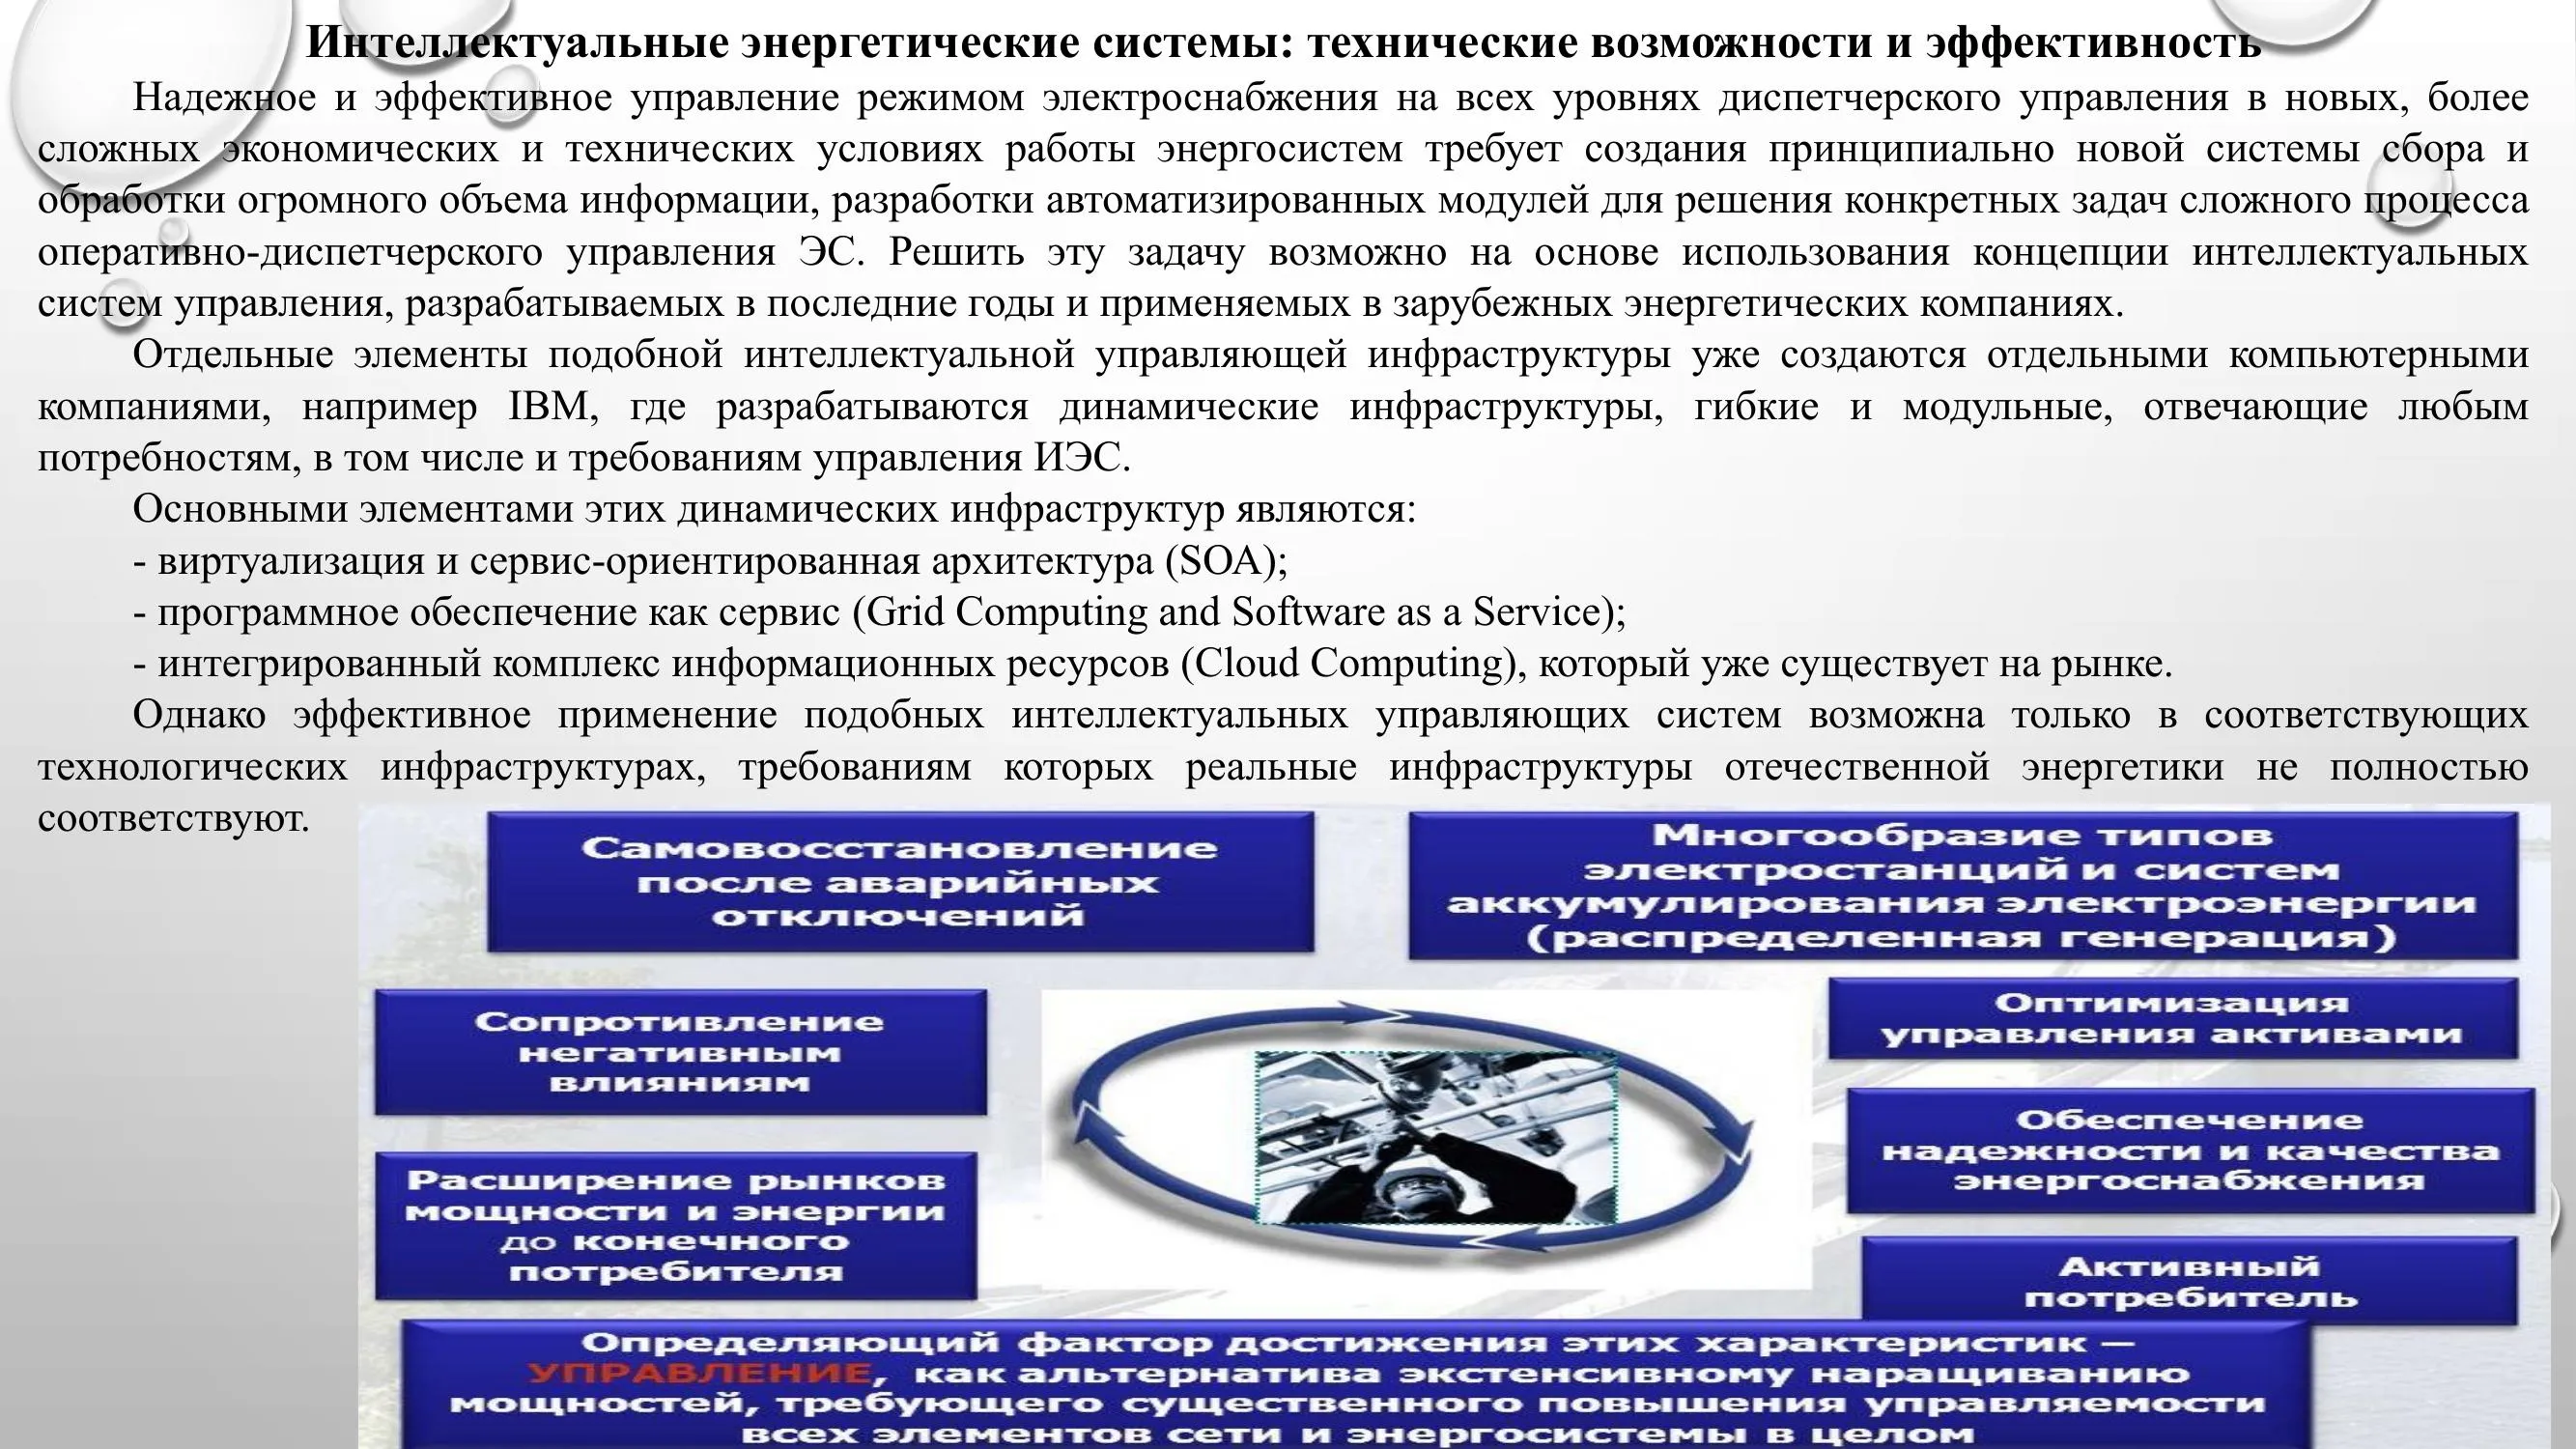 Интеллектуальные энергетические системы: технические возможности и эффективность
Надежное и эффективное управление режимом электроснабжения на всех уровнях диспетчерского управления в новых, более
сложных экономических и технических условиях работы энергосистем требует создания принципиально новой системы сбора и
обработки огромного объема информации, разработки автоматизированных модулей для решения конкретных задач сложного процесса
оперативно-диспетчерского управления ЭС. Решить эту задачу возможно на основе использования концепции интеллектуальных
систем управления, разрабатываемых в последние годы и применяемых в зарубежных энергетических компаниях.
Отдельные элементы подобной интеллектуальной управляющей инфраструктуры уже создаются отдельными компьютерными
компаниями, например IBM, где разрабатываются динамические инфраструктуры, гибкие и модульные, отвечающие любым
потребностям, в том числе и требованиям управления ИЭС.
Основными элементами этих динамических инфраструктур являются:
- виртуализация и сервис-ориентированная архитектура (SOA);
- программное обеспечение как сервис (Grid Computing and Software as a Service);
- интегрированный комплекс информационных ресурсов (Cloud Computing), который уже существует на рынке.
Однако эффективное применение подобных интеллектуальных управляющих систем возможна только в соответствующих
технологических инфраструктурах, требованиям которых реальные инфраструктуры отечественной энергетики не полностью
соответствуют.
Самовосстановление
после аварийных
отключений
Многообразие типов
электростанций и систем
аккумулирования электроэнергии
(распределенная генерация)
Сопротивление
негативным
влияниям
Оптимизация
управления активами
Обеспечение
надежности и качества
энергоснабжения
Расширение рынков
мощности и энергии
до конечного
потребителя
Активный
потребитель
Определяющий фактор достижения этих характеристик –
УПРАВЛЕНИЕ, как альтернатива экстенсивному наращиванию
мощностей, требующего существенного повышения управляемости
всех элементов сети и энергосистемы в целом